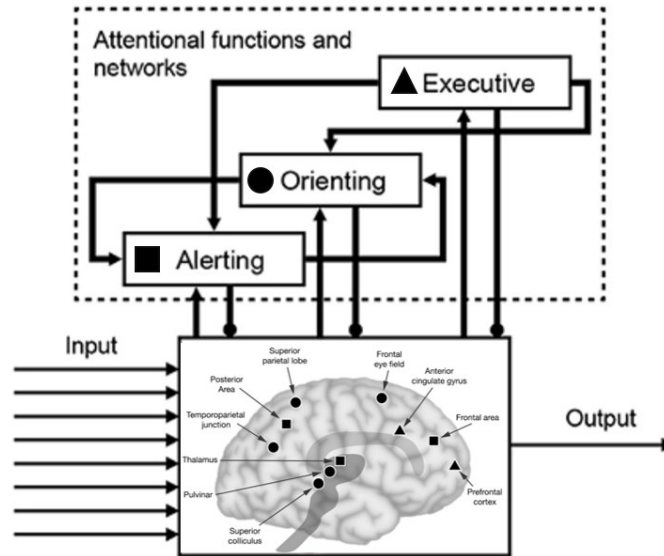 Attentional functions and
networks
Executive
Orienting
Alerting
Input
Output
Superior
parietal lobe
Frontal
eye field
Posterior
Area
Anterior
cingulate gyrus
Temporoparietal
junction
Frontal area
Thalamus
Pulvinar
Prefrontal
cortex
Superior
colliculus